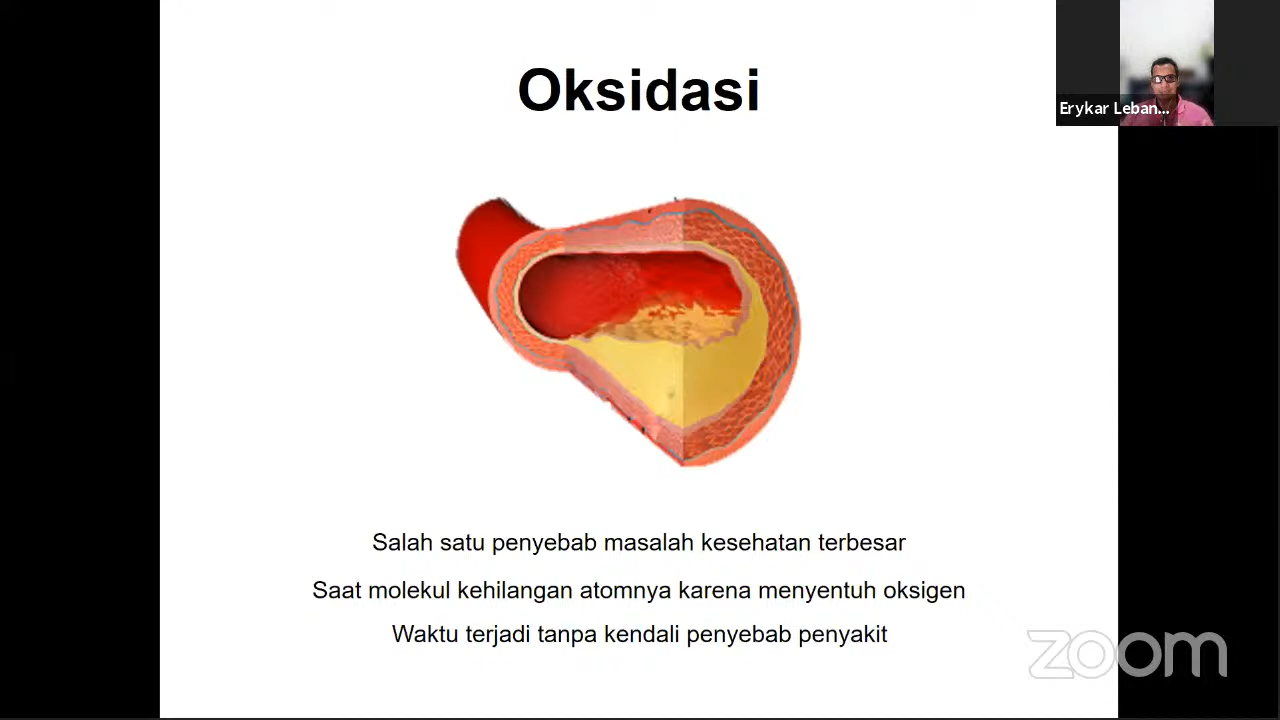 Oksidasi
Erykar Leban...
Salah satu penyebab masalah kesehatan terbesar
Saat molekul kehilangan atomnya karena menyentuh oksigen
Waktu terjadi tanpa kendali penyebab penyakit
zoom